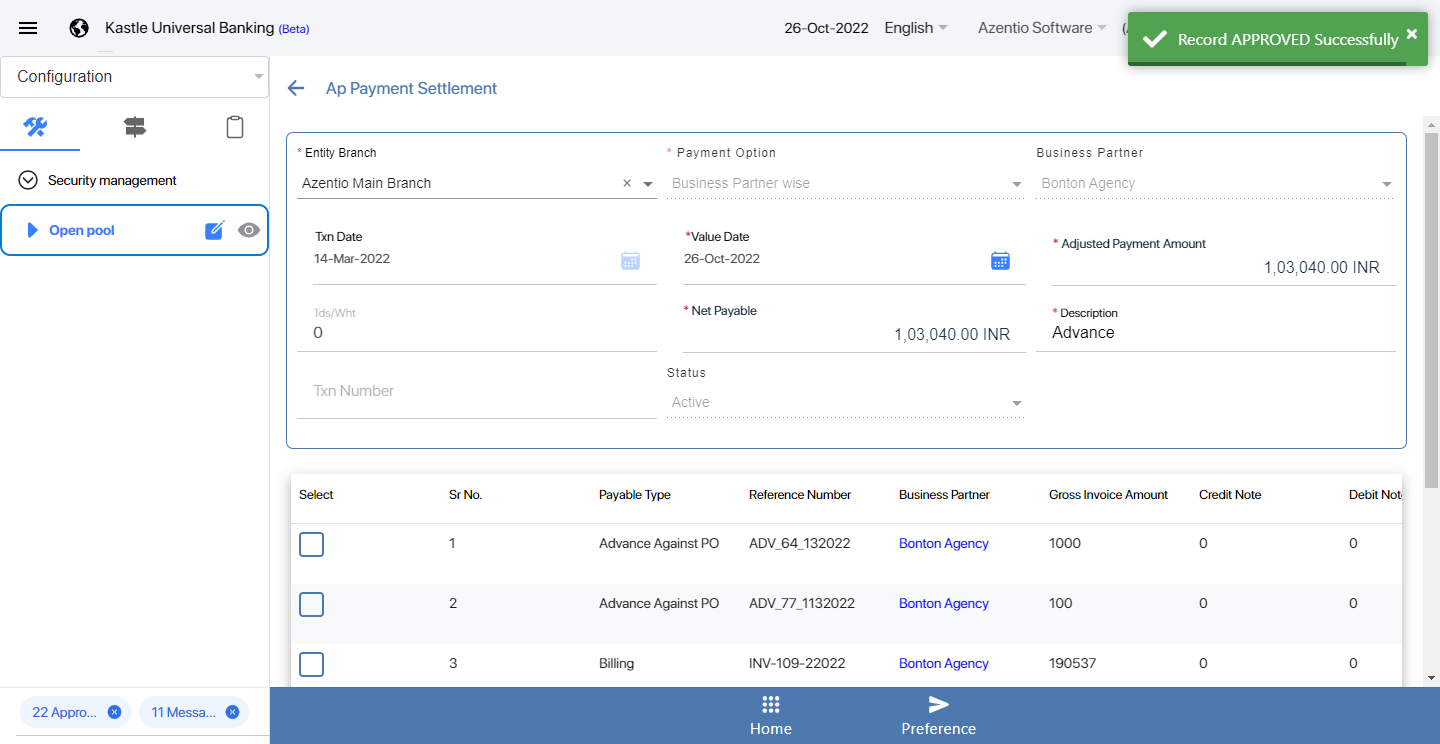 Kastle Universal Banking (Beta)
26-Oct-2022
English
Azentio Software
Record APPROVED Successfully
×
Configuration
Ap Payment Settlement
Security management
Open pool
* Entity Branch
* Payment Option
Business Partner
Azentio Main Branch ×
Business Partner wise
Bonton Agency
Txn Date
*Value Date
* Adjusted Payment Amount
14-Mar-2022
26-Oct-2022
1,03,040.00 INR
Tds/Wht
* Net Payable
* Description
0
1,03,040.00 INR
Advance
Txn Number
Status
Active
Select Sr No. Payable Type Reference Number Business Partner Gross Invoice Amount Credit Note Debit Not
1 Advance Against PO ADV_64_132022 Bonton Agency 1000 0 0
2 Advance Against PO ADV_77_1132022 Bonton Agency 100 0 0
3 Billing INV-109-22022 Bonton Agency 190537 0 0
22 Appro...
11 Messa...
Home
Preference